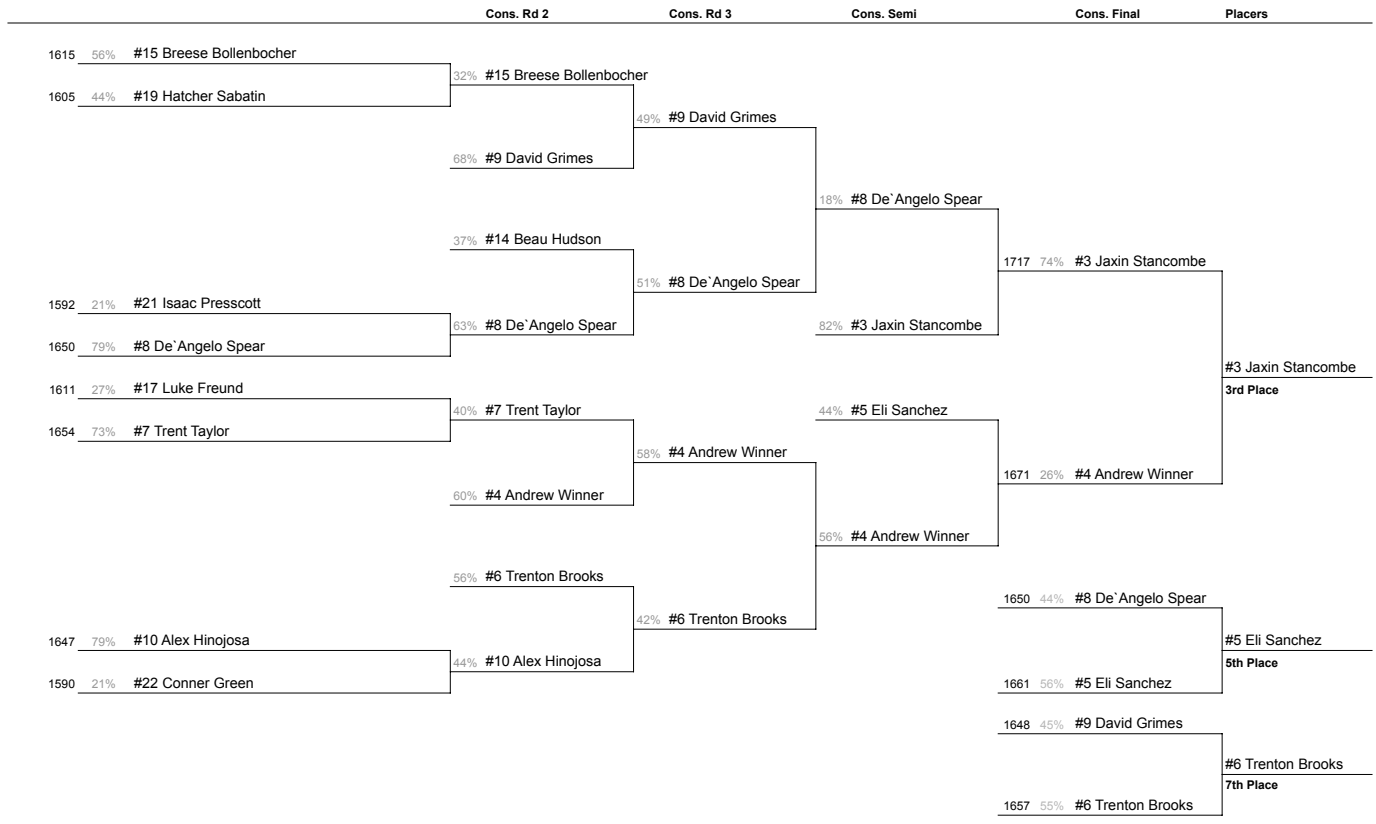 Cons. Rd 2 Cons. Rd 3 Cons. Semi Cons. Final Placers
1615 56% #15 Breese Bollenbocher
32% #15 Breese Bollenbocher
1605 44% #19 Hatcher Sabatin
49% #9 David Grimes
68% #9 David Grimes
18% #8 De`Angelo Spear
37% #14 Beau Hudson
1717 74% #3 Jaxin Stancombe
51% #8 De`Angelo Spear
1592 21% #21 Isaac Presscott
63% #8 De`Angelo Spear 82% #3 Jaxin Stancombe
1650 79% #8 De`Angelo Spear
#3 Jaxin Stancombe
1611 27% #17 Luke Freund
3rd Place
40% #7 Trent Taylor 44% #5 Eli Sanchez
1654 73% #7 Trent Taylor
58% #4 Andrew Winner
1671 26% #4 Andrew Winner
60% #4 Andrew Winner
56% #4 Andrew Winner
56% #6 Trenton Brooks
1650 44% #8 De`Angelo Spear
42% #6 Trenton Brooks
1647 79% #10 Alex Hinojosa #5 Eli Sanchez
44% #10 Alex Hinojosa 5th Place
1590 21% #22 Conner Green 1661 56% #5 Eli Sanchez
1648 45% #9 David Grimes
#6 Trenton Brooks
7th Place
1657 55% #6 Trenton Brooks